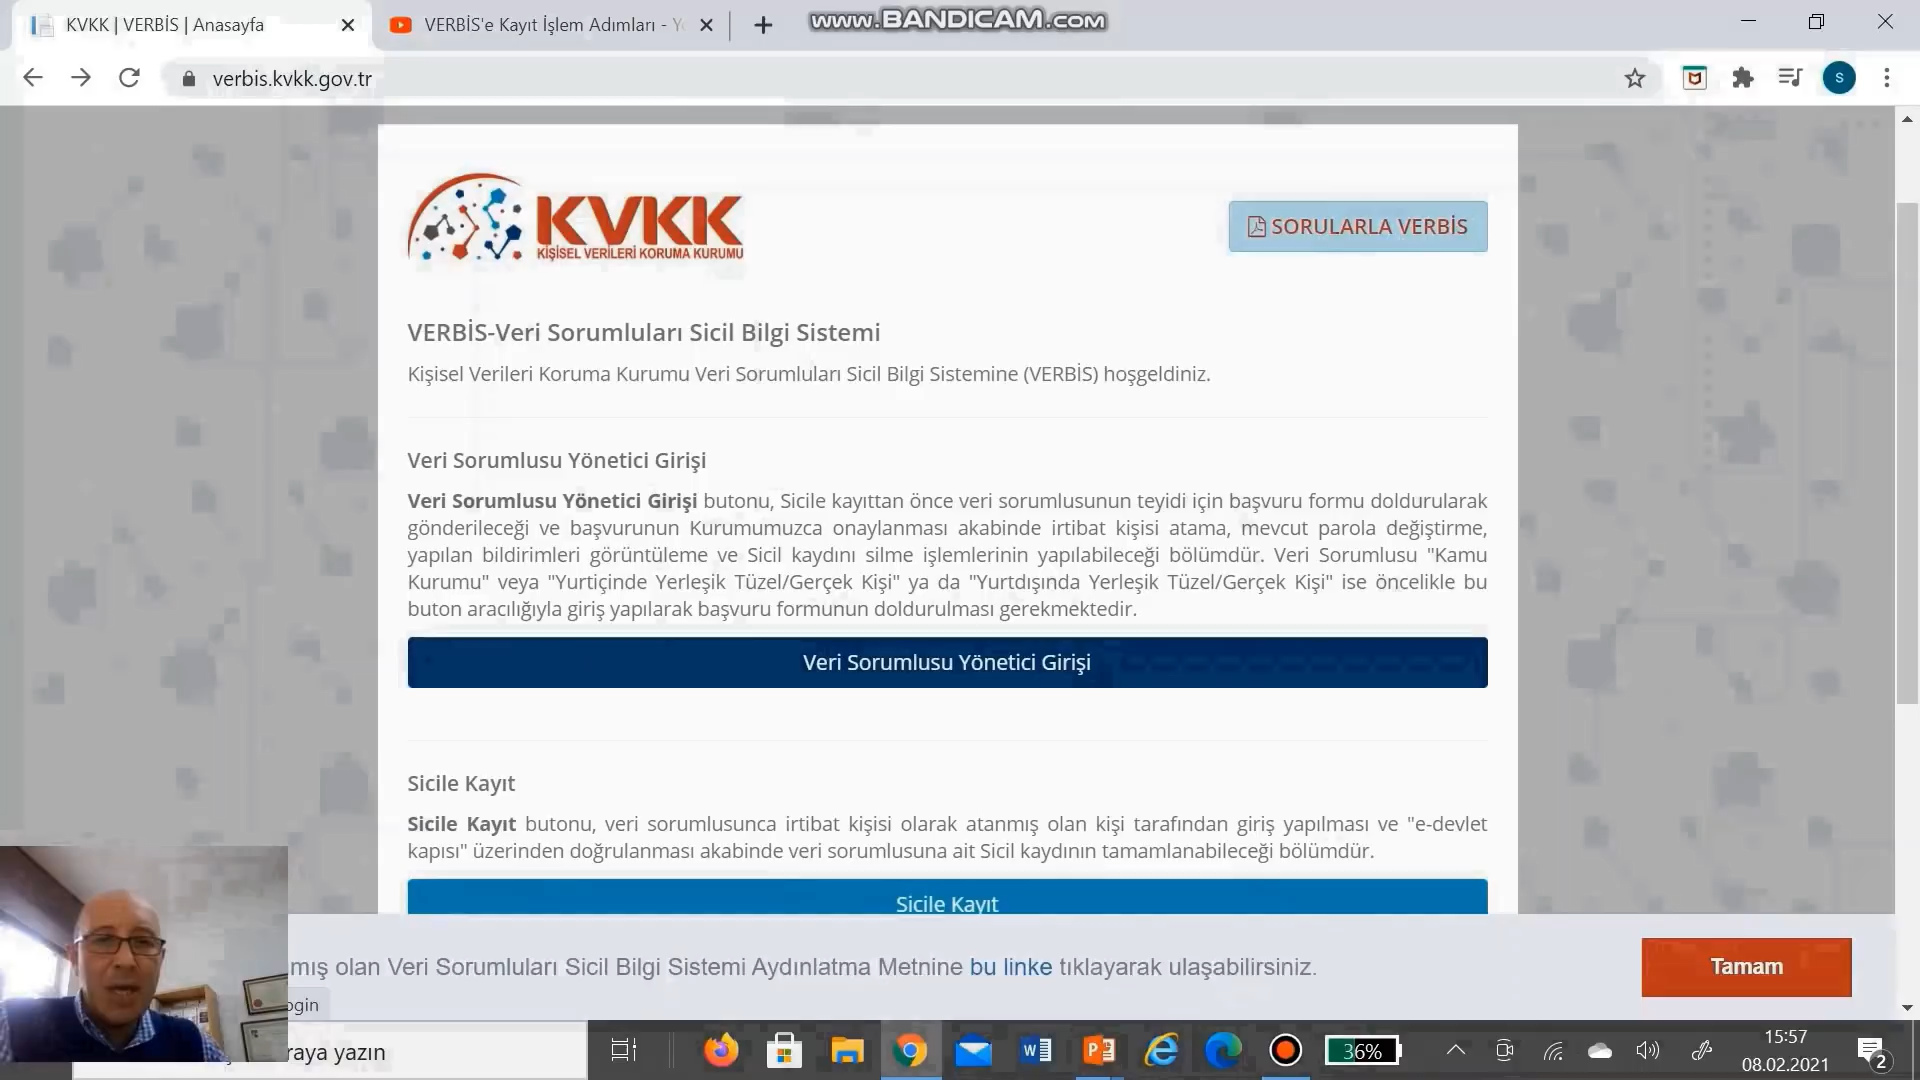 KVKK | VERBİS | Anasayfa
VERBİS'e Kayıt İşlem Adımları -
www.BANDICAM.com
verbis.kvkk.gov.tr
S
KVKK
KİŞİSEL VERİLERİ KORUMA KURUMU
SORULARLA VERBİS
VERBİS-Veri Sorumluları Sicil Bilgi Sistemi
Kişisel Verileri Koruma Kurumu Veri Sorumluları Sicil Bilgi Sistemine (VERBİS) hoşgeldiniz.
Veri Sorumlusu Yönetici Girişi
Veri Sorumlusu Yönetici Girişi butonu, Sicile kayıttan önce veri sorumlusunun teyidi için başvuru formu doldurularak
gönderileceği ve başvurunun Kurumumuzca onaylanması akabinde irtibat kişisi atama, mevcut parola değiştirme,
yapılan bildirimleri görüntüleme ve Sicil kaydını silme işlemlerinin yapılabileceği bölümdür. Veri Sorumlusu "Kamu
Kurumu" veya "Yurtiçinde Yerleşik Tüzel/Gerçek Kişi" ya da "Yurtdışında Yerleşik Tüzel/Gerçek Kişi" ise öncelikle bu
buton aracılığıyla giriş yapılarak başvuru formunun doldurulması gerekmektedir.
Veri Sorumlusu Yönetici Girişi
Sicile Kayıt
Sicile Kayıt butonu, veri sorumlusunca irtibat kişisi olarak atanmış olan kişi tarafından giriş yapılması ve "e-devlet
kapısı" üzerinden doğrulanması akabinde veri sorumlusuna ait Sicil kaydının tamamlanabileceği bölümdür.
Sicile Kayıt
mış olan Veri Sorumluları Sicil Bilgi Sistemi Aydınlatma Metnine bu linke tıklayarak ulaşabilirsiniz.
Tamam
ogin
raya yazın
36%
15:57
08.02.2021
2